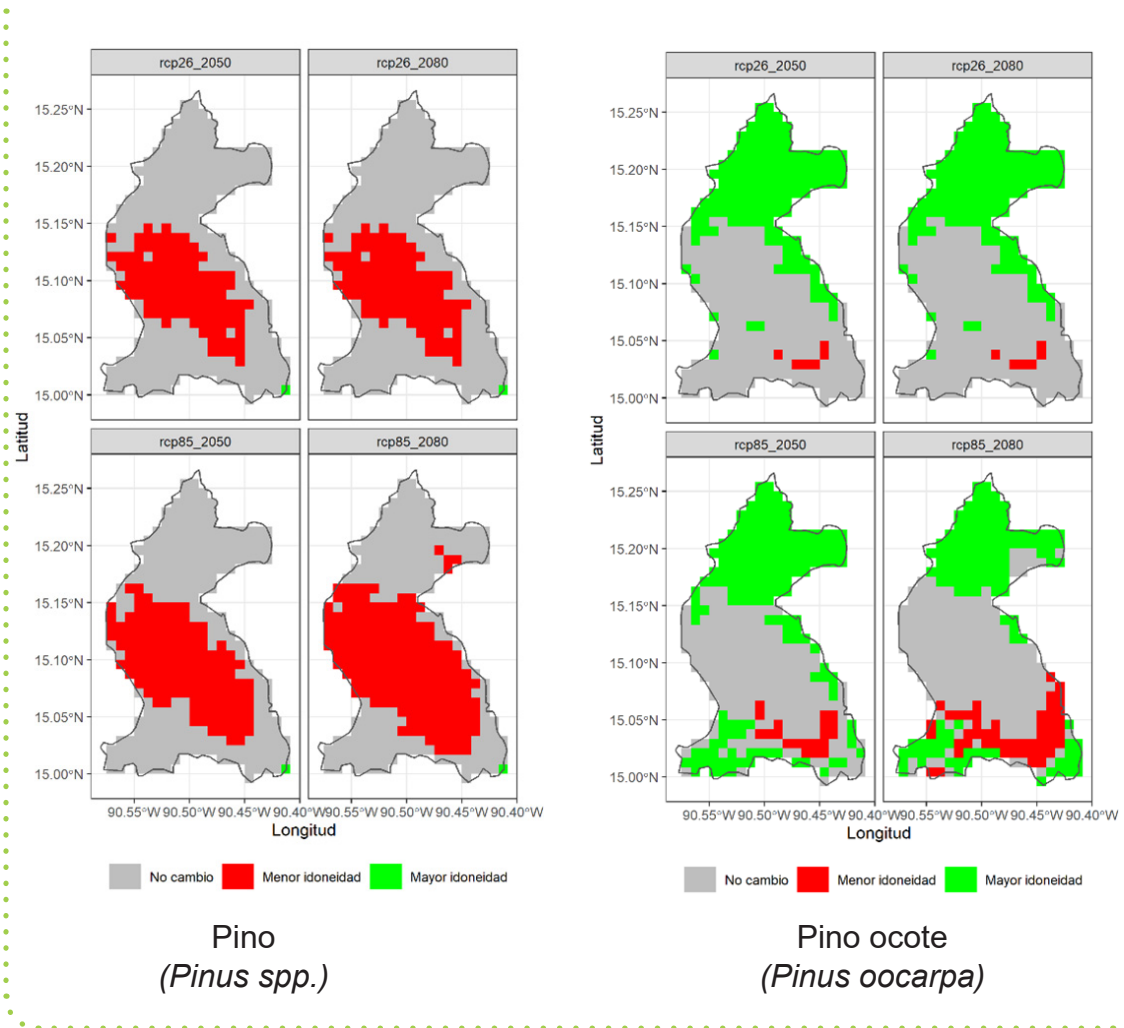 rcp26_2050 rcp26_2080
15.25°N
15.20°N
15.15°N
15.10°N
15.05°N
15.00°N
Latitud
rcp85_2050 rcp85_2080
15.25°N
15.20°N
15.15°N
15.10°N
15.05°N
15.00°N
90.55°W 90.50°W 90.45°W 90.40°W 90.55°W 90.50°W 90.45°W 90.40°W
Longitud
No cambio Menor idoneidad Mayor idoneidad
Pino
(Pinus spp.)
rcp26_2050 rcp26_2080
15.25°N
15.20°N
15.15°N
15.10°N
15.05°N
15.00°N
Latitud
rcp85_2050 rcp85_2080
15.25°N
15.20°N
15.15°N
15.10°N
15.05°N
15.00°N
90.55°W 90.50°W 90.45°W 90.40°W 90.55°W 90.50°W 90.45°W 90.40°W
Longitud
No cambio Menor idoneidad Mayor idoneidad
Pino ocote
(Pinus oocarpa)